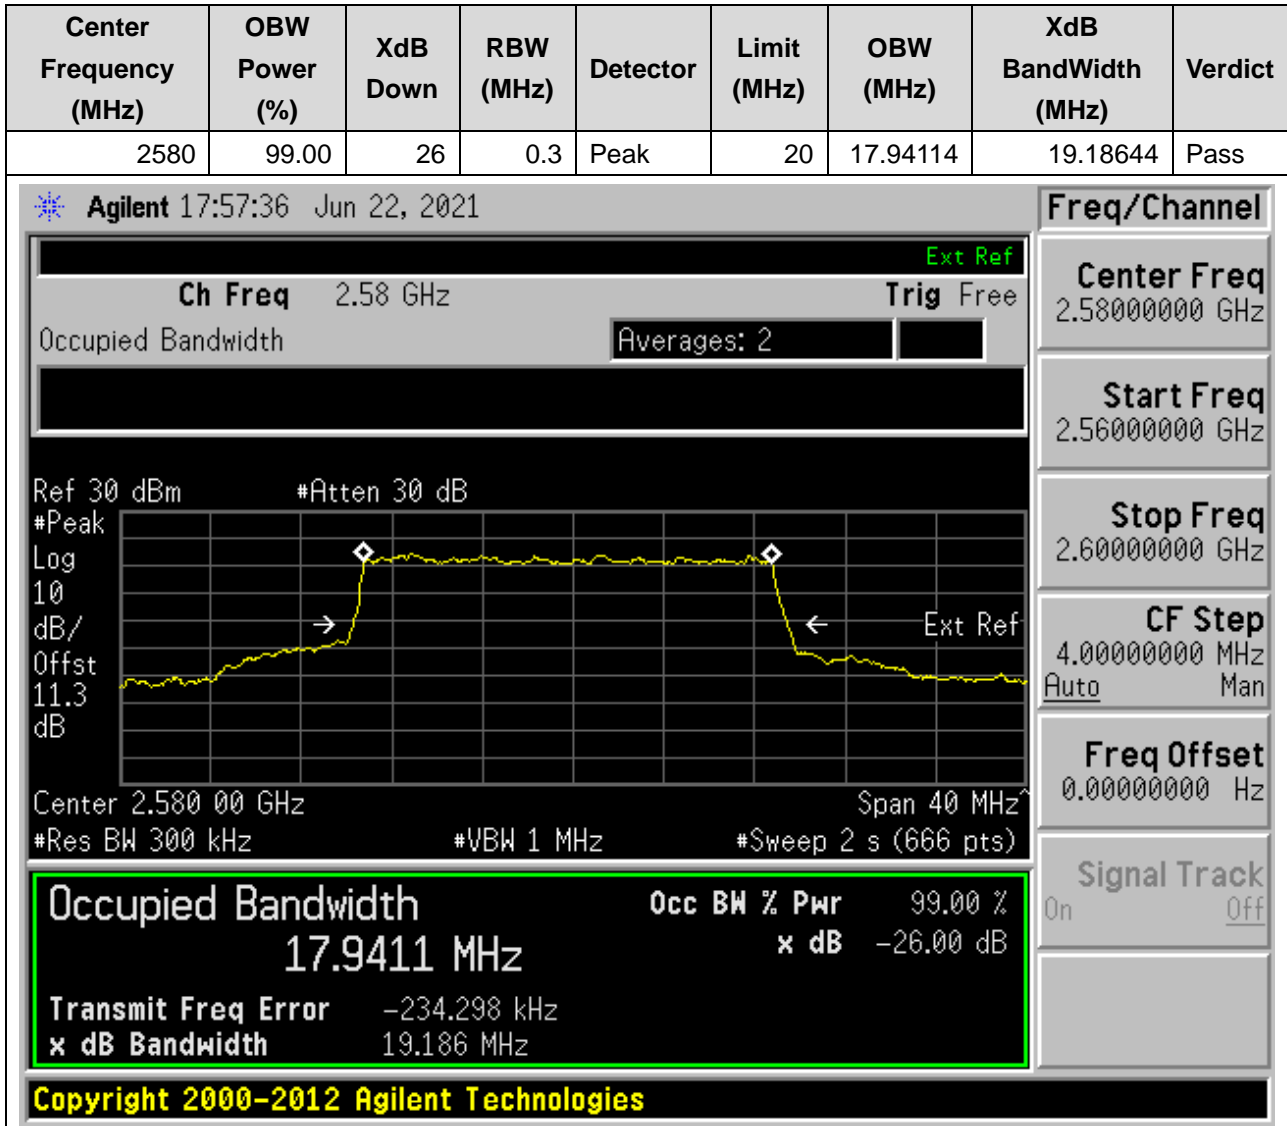 Center Frequency (MHz) OBW Power (%) XdB Down RBW (MHz) Detector Limit (MHz) OBW (MHz) XdB BandWidth (MHz) Verdict
2580 99.00 26 0.3 Peak 20 17.94114 19.18644 Pass
Agilent 17:57:36 Jun 22, 2021
Ext Ref
Ch Freq 2.58 GHz Trig Free
Occupied Bandwidth Averages: 2
Ref 30 dBm #Atten 30 dB
#Peak
Log
10
dB/
Offst
11.3
dB
Ext Ref
Center 2.580 00 GHz Span 40 MHz^
#Res BW 300 kHz #VBW 1 MHz #Sweep 2 s (666 pts)
Occupied Bandwidth Occ BW % Pwr 99.00 %
17.9411 MHz x dB -26.00 dB
Transmit Freq Error -234.298 kHz
x dB Bandwidth 19.186 MHz
Copyright 2000-2012 Agilent Technologies
Freq/Channel
Center Freq
2.58000000 GHz
Start Freq
2.56000000 GHz
Stop Freq
2.60000000 GHz
CF Step
4.00000000 MHz
Auto Man
Freq Offset
0.00000000 Hz
Signal Track
On Off